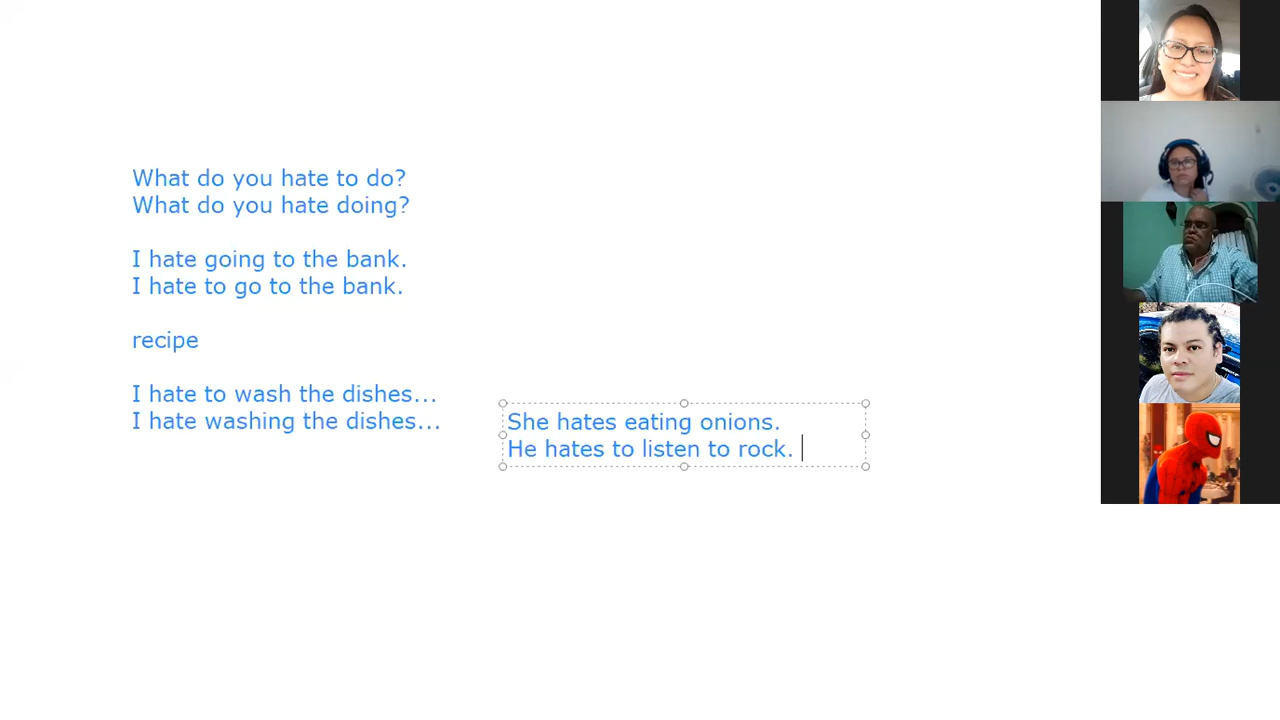 What do you hate to do?
What do you hate doing?
I hate going to the bank.
I hate to go to the bank.
recipe
I hate to wash the dishes...
I hate washing the dishes...
She hates eating onions.
He hates to listen to rock.